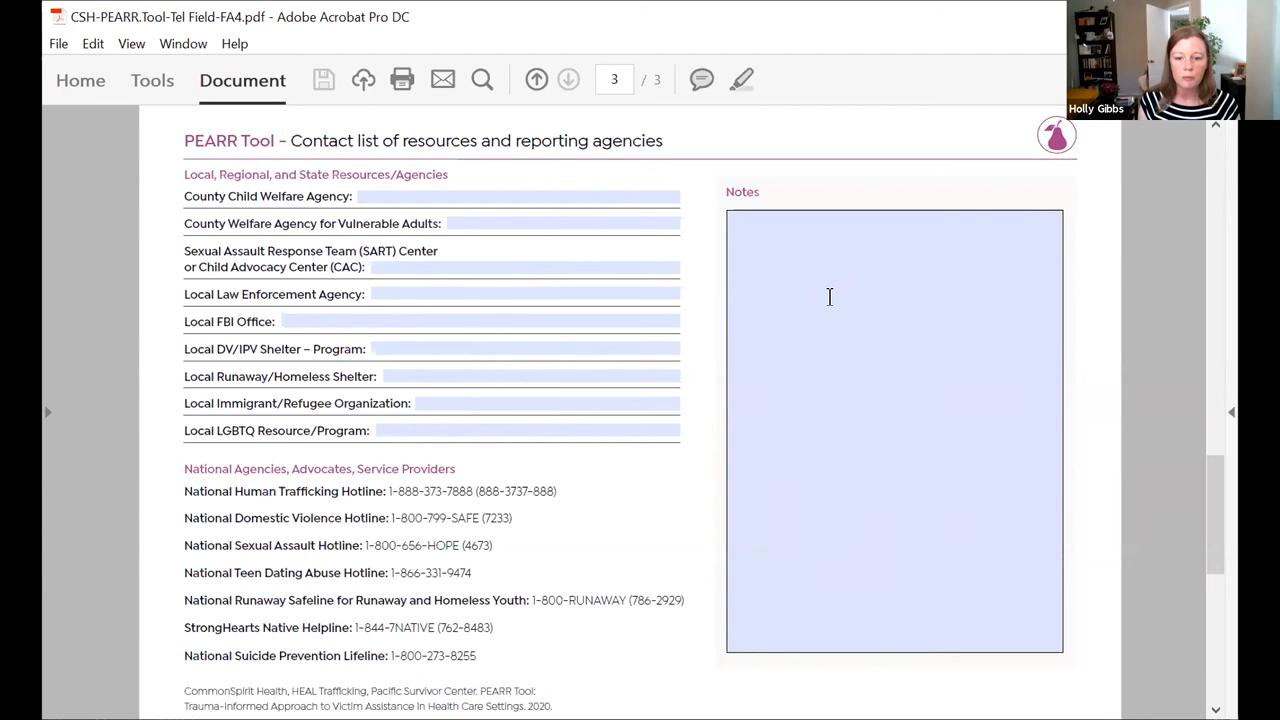 CSH-PEARR.Tool-Tel Field-FA4.pdf - Adobe Acrobat Pro DC
File Edit View Window Help
Home Tools Document 3 / 3
Holly Gibbs
PEARR Tool - Contact list of resources and reporting agencies
Local, Regional, and State Resources/Agencies
County Child Welfare Agency:
County Welfare Agency for Vulnerable Adults:
Sexual Assault Response Team (SART) Center
or Child Advocacy Center (CAC):
Local Law Enforcement Agency:
Local FBI Office:
Local DV/IPV Shelter – Program:
Local Runaway/Homeless Shelter:
Local Immigrant/Refugee Organization:
Local LGBTQ Resource/Program:
National Agencies, Advocates, Service Providers
National Human Trafficking Hotline: 1-888-373-7888 (888-3737-888)
National Domestic Violence Hotline: 1-800-799-SAFE (7233)
National Sexual Assault Hotline: 1-800-656-HOPE (4673)
National Teen Dating Abuse Hotline: 1-866-331-9474
National Runaway Safeline for Runaway and Homeless Youth: 1-800-RUNAWAY (786-2929)
StrongHearts Native Helpline: 1-844-7NATIVE (762-8483)
National Suicide Prevention Lifeline: 1-800-273-8255
CommonSpirit Health, HEAL Trafficking, Pacific Survivor Center. PEARR Tool:
Trauma-Informed Approach to Victim Assistance in Health Care Settings. 2020.
Notes